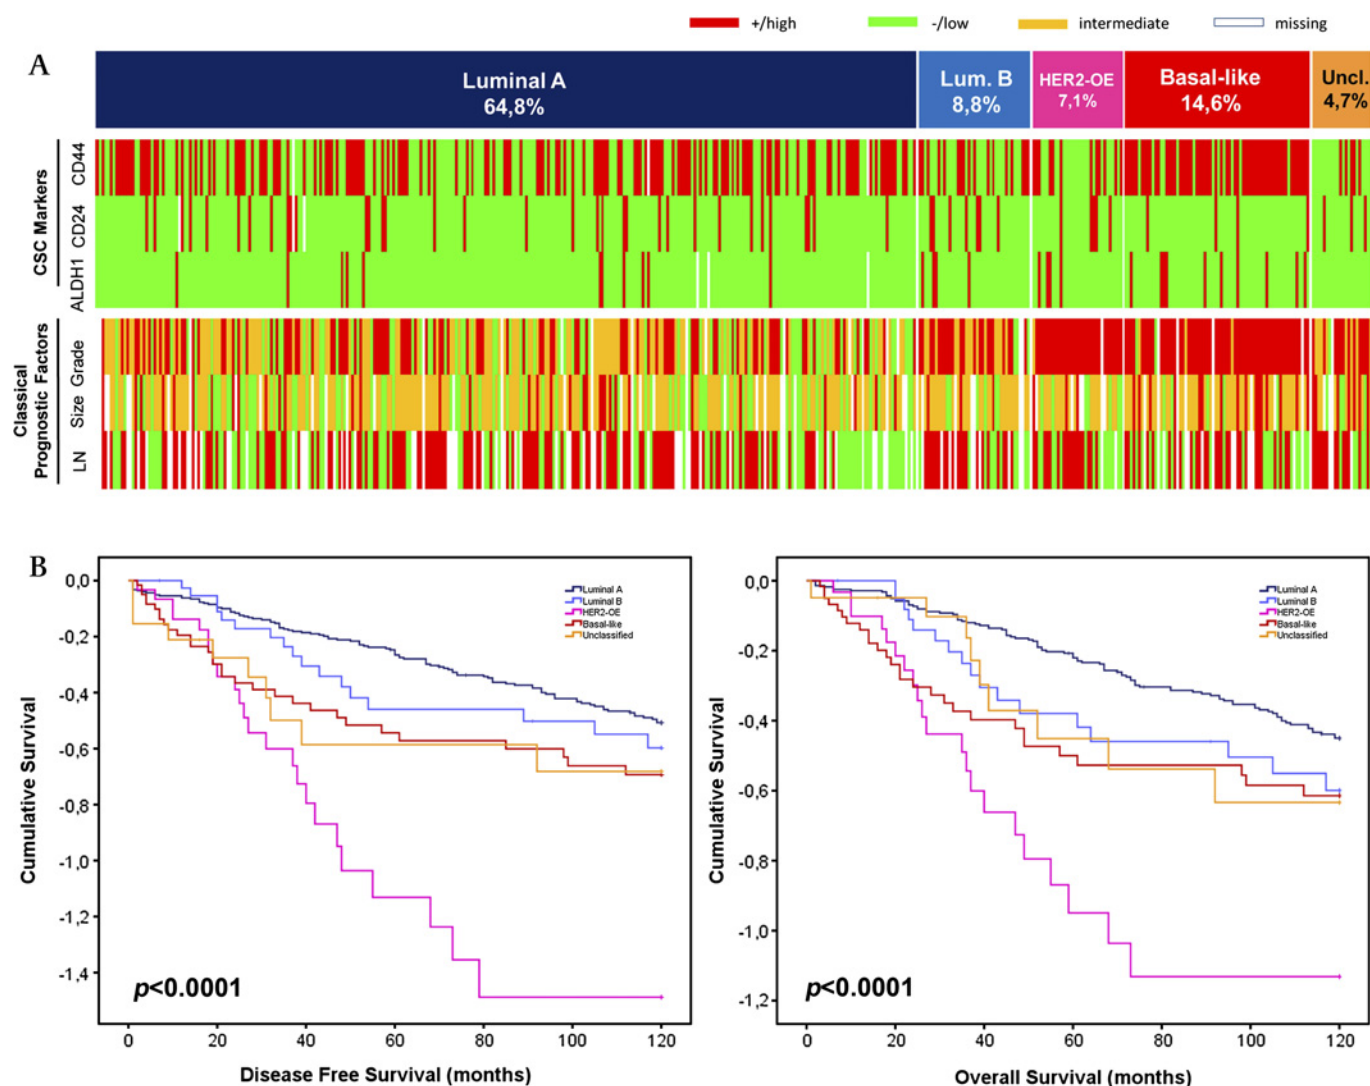 +/high -/low intermediate missing
A
Luminal A
64,8%
Lum. B
8,8%
HER2-OE
7,1%
Basal-like
14,6%
Uncl.
4,7%
CSC Markers
CD44
CD24
ALDH1
Classical
Prognostic Factors
Grade
Size
LN
B
Cumulative Survival
0,0
-0,2
-0,4
-0,6
-0,8
-1,0
-1,2
-1,4
Luminal A
Luminal B
HER2-OE
Basal-like
Unclassified
p<0.0001
0 20 40 60 80 100 120
Disease Free Survival (months)
Cumulative Survival
0,0
-0,2
-0,4
-0,6
-0,8
-1,0
-1,2
Luminal A
Luminal B
HER2-OE
Basal-like
Unclassified
p<0.0001
0 20 40 60 80 100 120
Overall Survival (months)